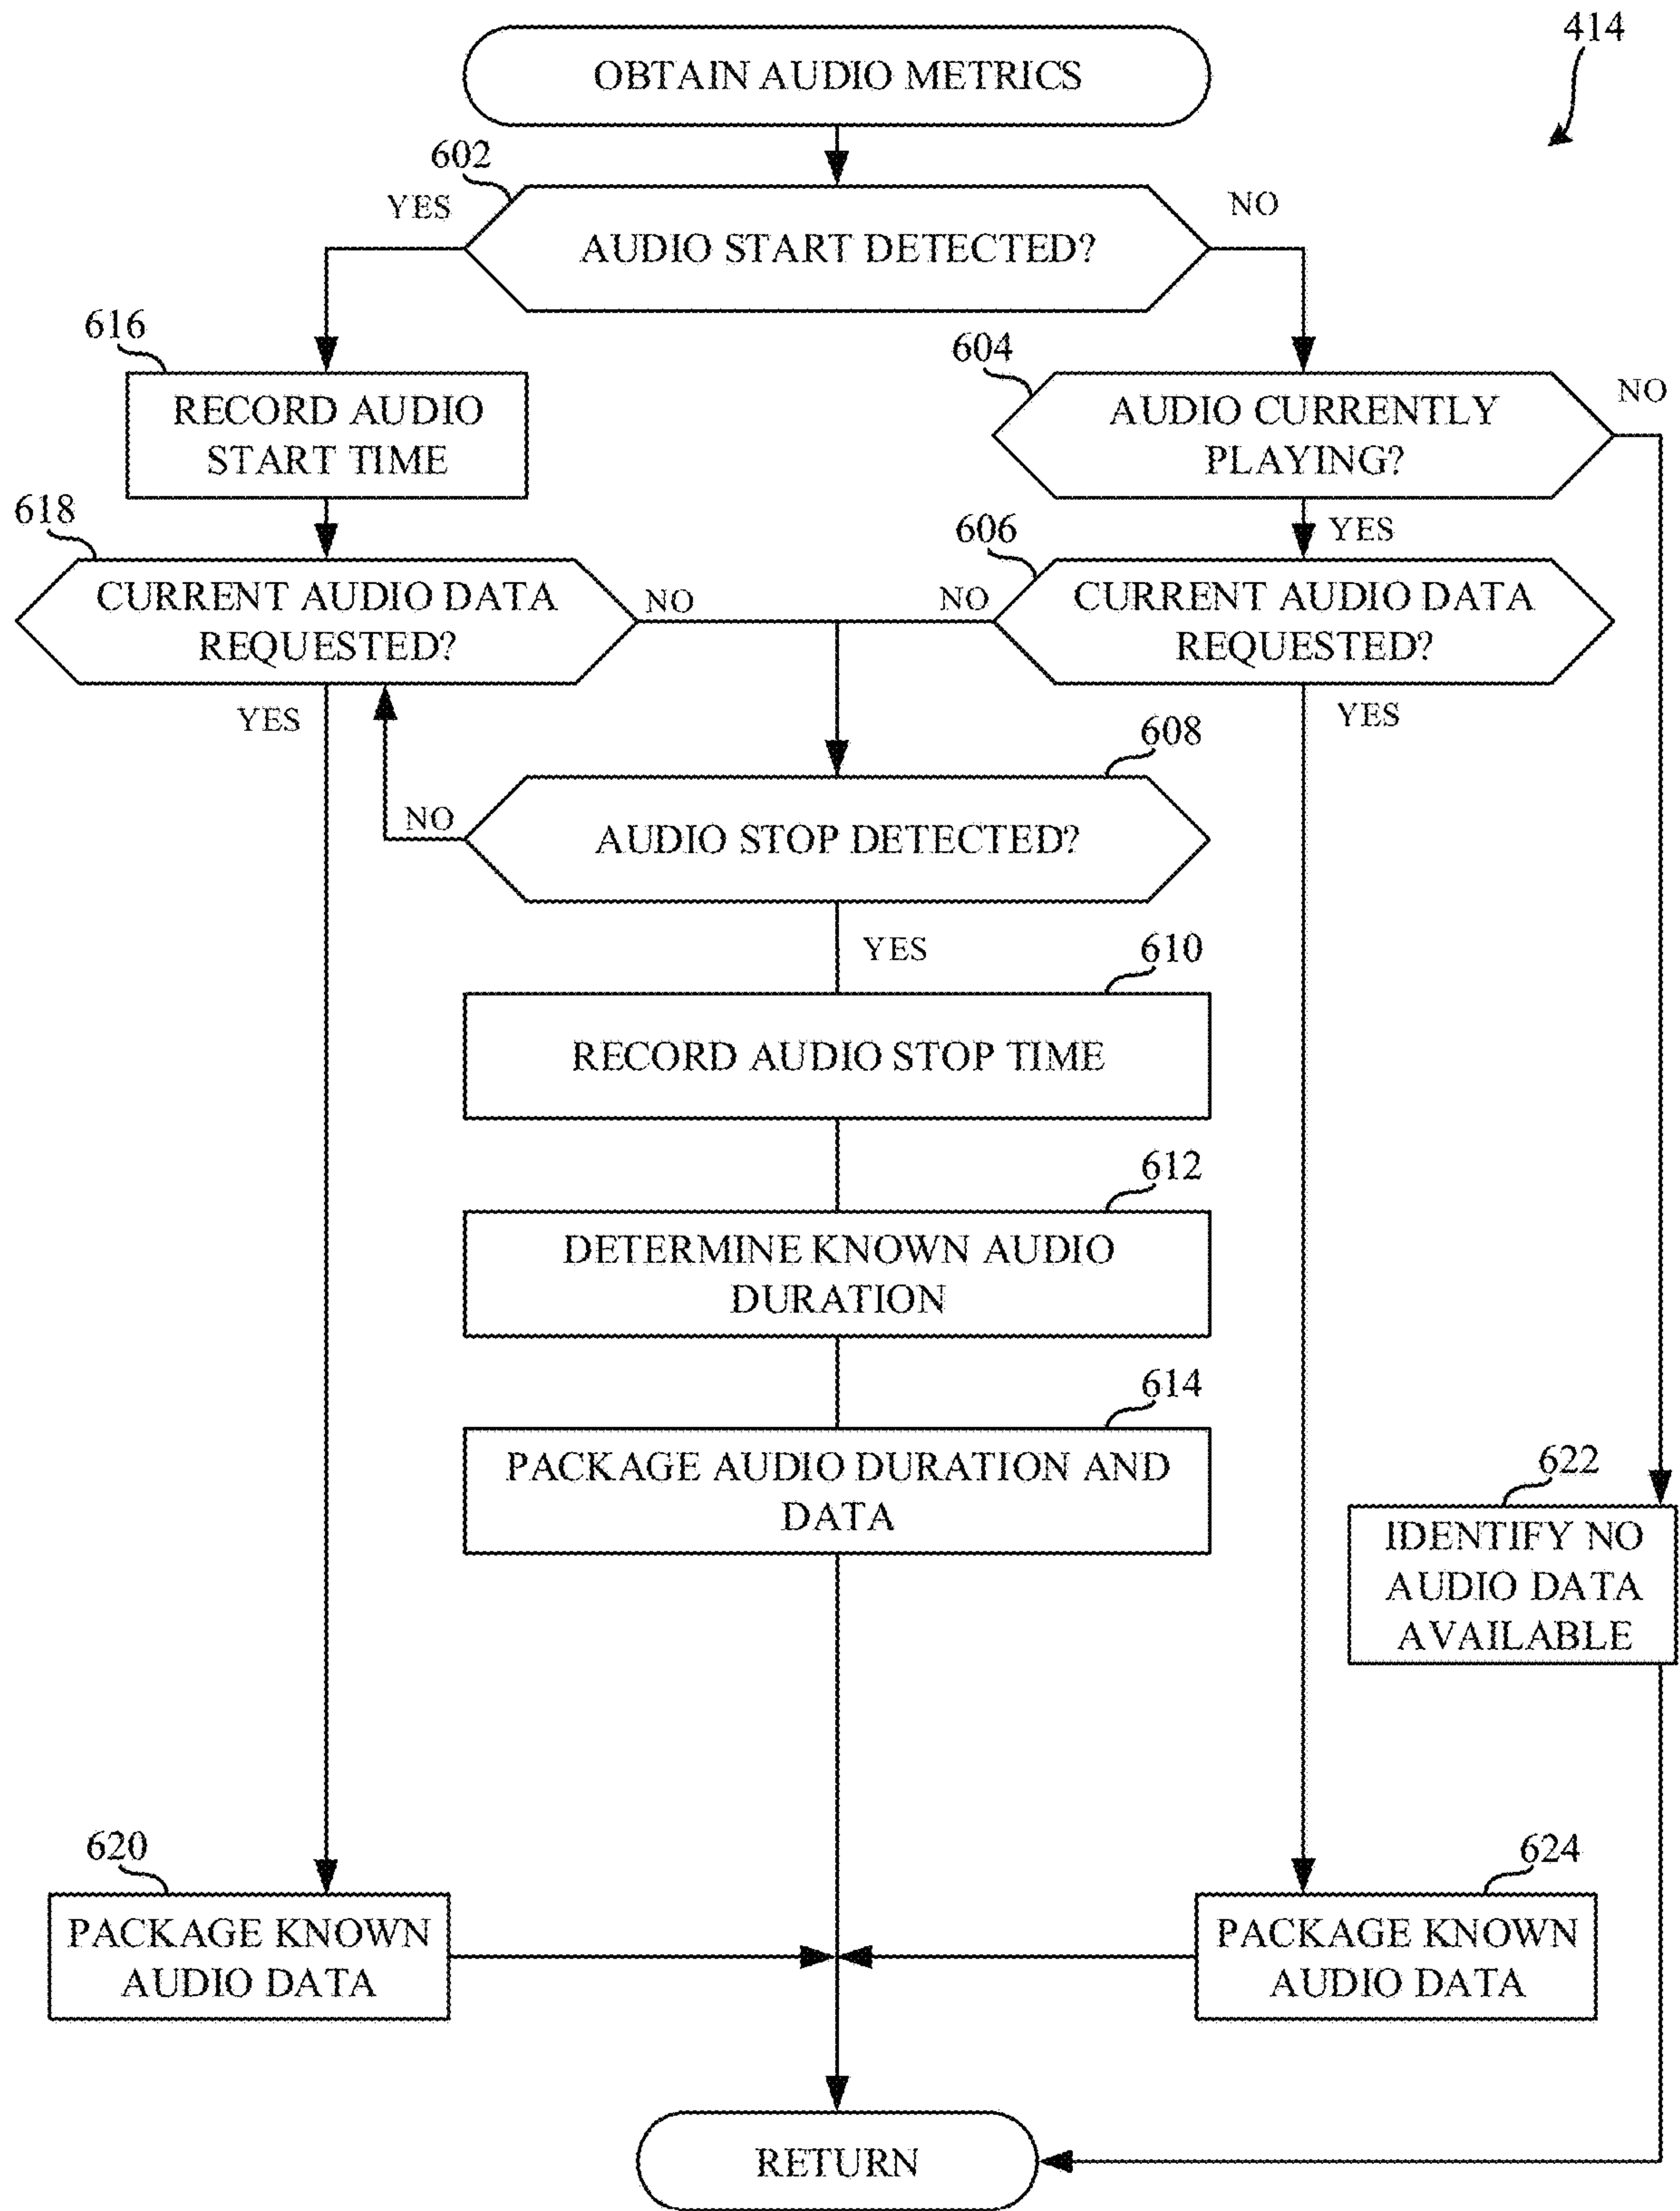 414
OBTAIN AUDIO METRICS
602
YES
NO
AUDIO START DETECTED?
616
604
RECORD AUDIO
START TIME
AUDIO CURRENTLY
PLAYING?
NO
618
606
YES
CURRENT AUDIO DATA
REQUESTED?
NO
NO
CURRENT AUDIO DATA
REQUESTED?
YES
YES
608
NO
AUDIO STOP DETECTED?
YES
610
RECORD AUDIO STOP TIME
612
DETERMINE KNOWN AUDIO
DURATION
614
PACKAGE AUDIO DURATION AND
DATA
622
IDENTIFY NO
AUDIO DATA
AVAILABLE
620
624
PACKAGE KNOWN
AUDIO DATA
PACKAGE KNOWN
AUDIO DATA
RETURN